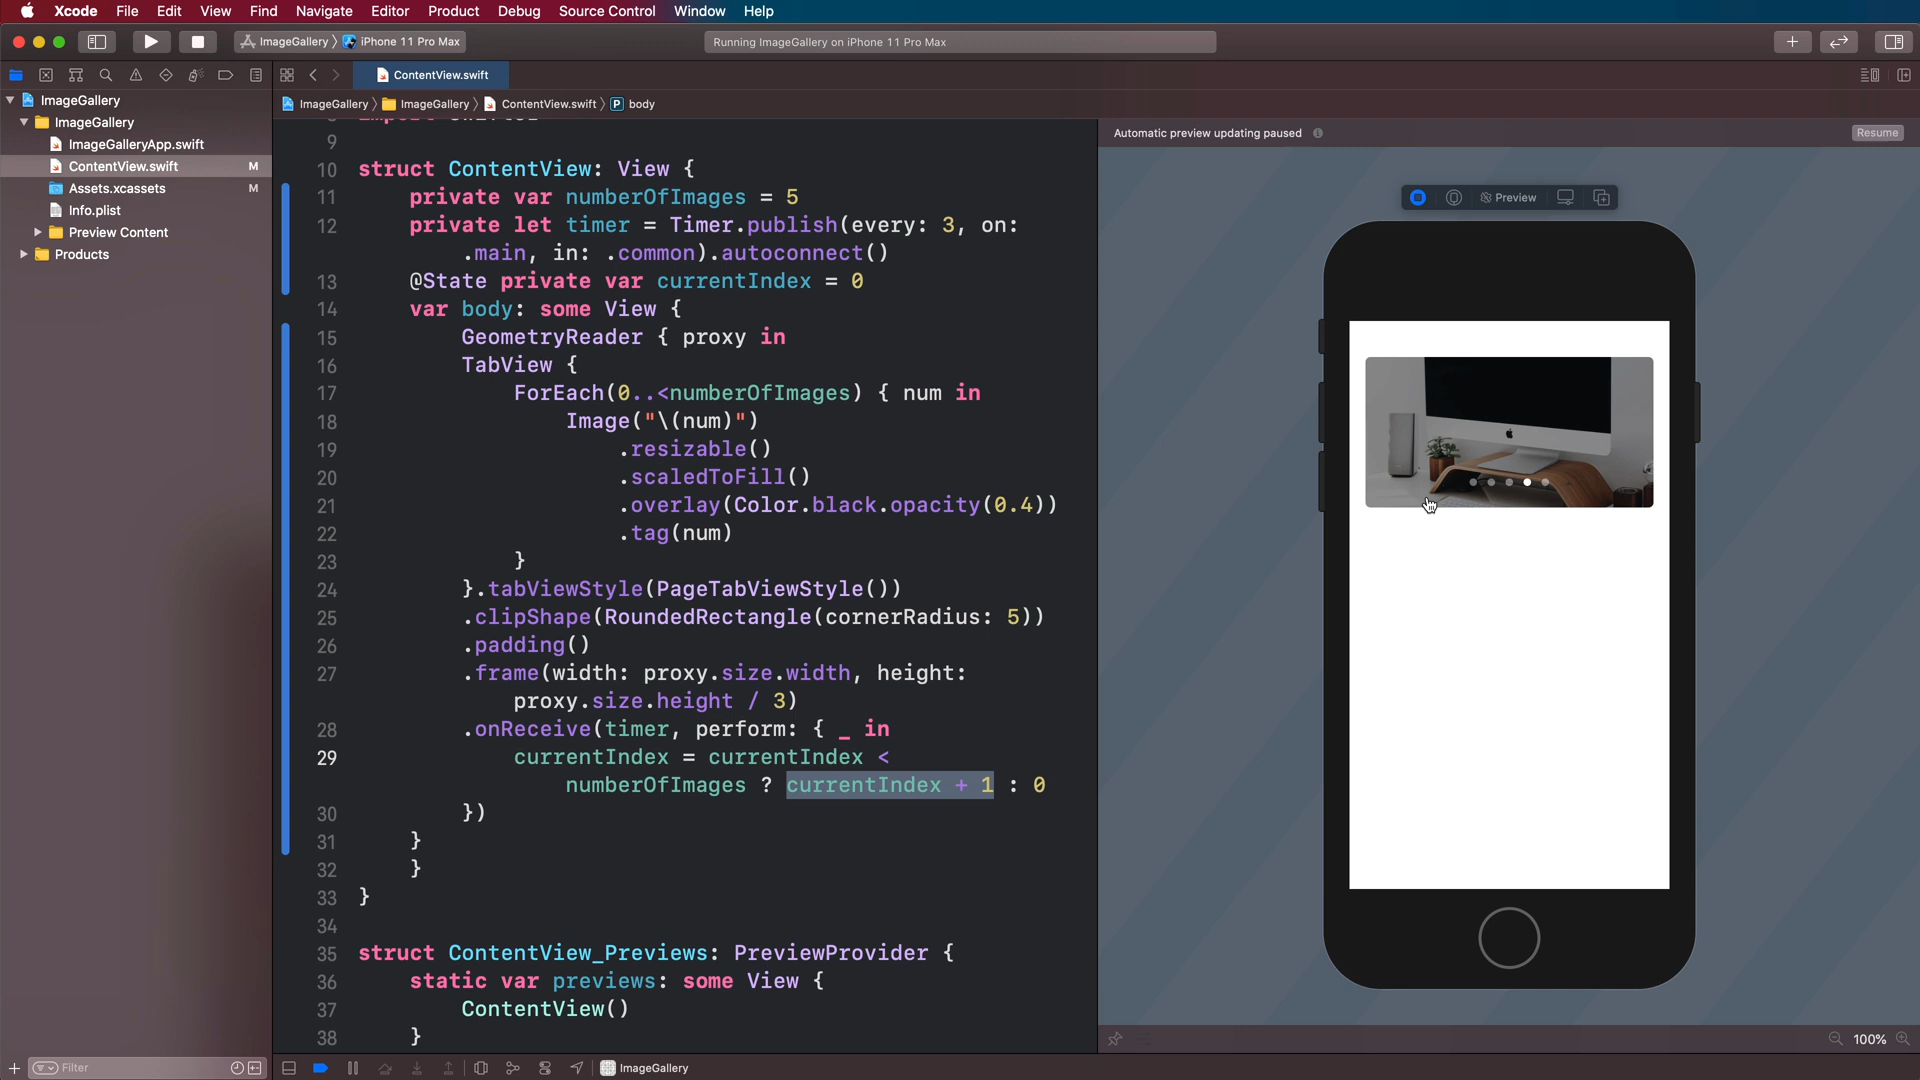 Xcode File Edit View Find Navigate Editor Product Debug Source Control Window Help
ImageGallery iPhone 11 Pro Max
Running ImageGallery on iPhone 11 Pro Max
ContentView.swift
ImageGallery ImageGallery ContentView.swift P body
ImageGallery
ImageGallery
ImageGalleryApp.swift
ContentView.swift M
Assets.xcassets M
Info.plist
Preview Content
Products
9
10 struct ContentView: View {
11 private var numberOfImages = 5
12 private let timer = Timer.publish(every: 3, on:
.main, in: .common).autoconnect()
13 @State private var currentIndex = 0
14 var body: some View {
15 GeometryReader { proxy in
16 TabView {
17 ForEach(0..<numberOfImages) { num in
18 Image("\(num)")
19 .resizable()
20 .scaledToFill()
21 .overlay(Color.black.opacity(0.4))
22 .tag(num)
23 }
24 }.tabViewStyle(PageTabViewStyle())
25 .clipShape(RoundedRectangle(cornerRadius: 5))
26 .padding()
27 .frame(width: proxy.size.width, height:
proxy.size.height / 3)
28 .onReceive(timer, perform: { _ in
29 currentIndex = currentIndex <
numberOfImages ? currentIndex + 1 : 0
30 })
31 }
32 }
33 }
34
35 struct ContentView_Previews: PreviewProvider {
36 static var previews: some View {
37 ContentView()
38 }
Automatic preview updating paused
Resume
Preview
100%
Filter
ImageGallery